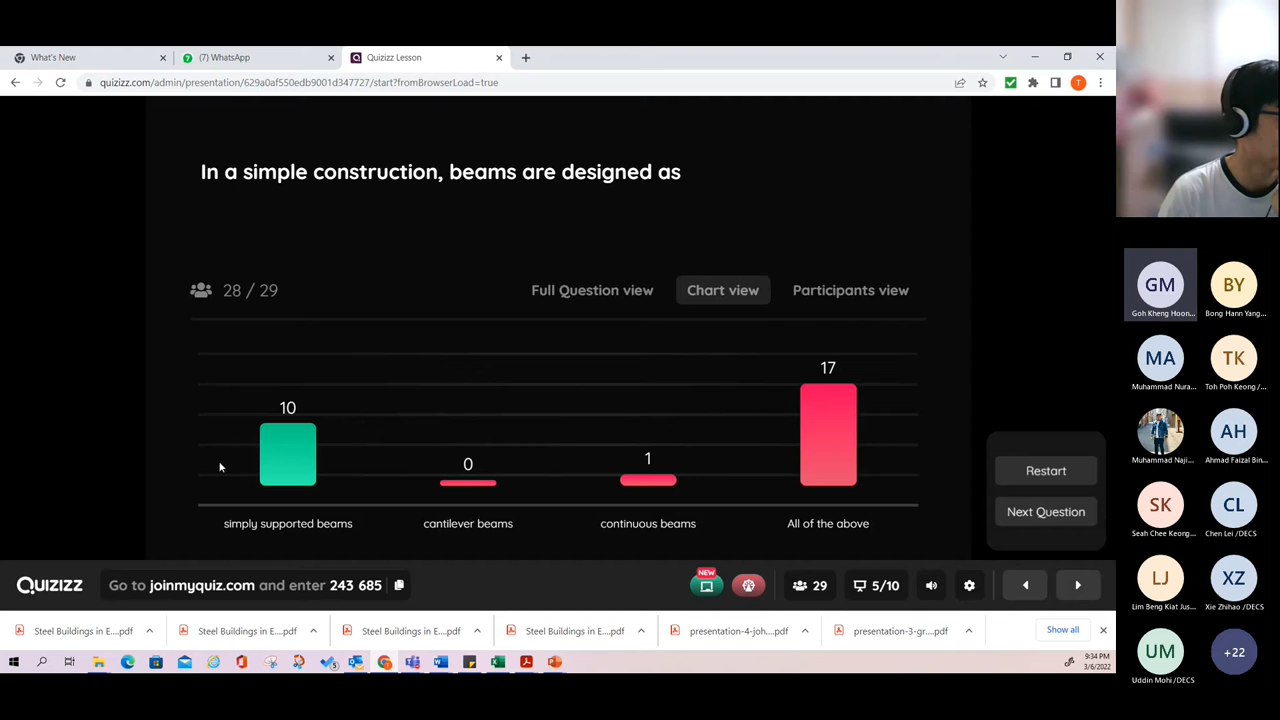 What's New
(7) WhatsApp
Quizizz Lesson
quizizz.com/admin/presentation/629a0af550edb9001d347727/start?fromBrowserLoad=true
T
In a simple construction, beams are designed as
28 / 29
Full Question view
Chart view
Participants view
10
0
1
17
simply supported beams
cantilever beams
continuous beams
All of the above
Restart
Next Question
QUIZIZZ
Go to joinmyquiz.com and enter 243 685
NEW
29
5/10
Steel Buildings in E....pdf
Steel Buildings in E....pdf
Steel Buildings in E....pdf
Steel Buildings in E....pdf
presentation-4-joh....pdf
presentation-3-gr....pdf
Show all
9:34 PM
3/6/2022
GM
Goh Kheng Hoon...
BY
Bong Hann Yang...
MA
Muhammad Nura...
TK
Toh Poh Keong /...
Muhammad Naji...
AH
Ahmad Faizal Bin...
SK
Seah Chee Keong...
CL
Chen Lei /DECS
LJ
Lim Beng Kiat Jus...
XZ
Xie Zhihao /DECS
UM
Uddin Mohi /DECS
+22